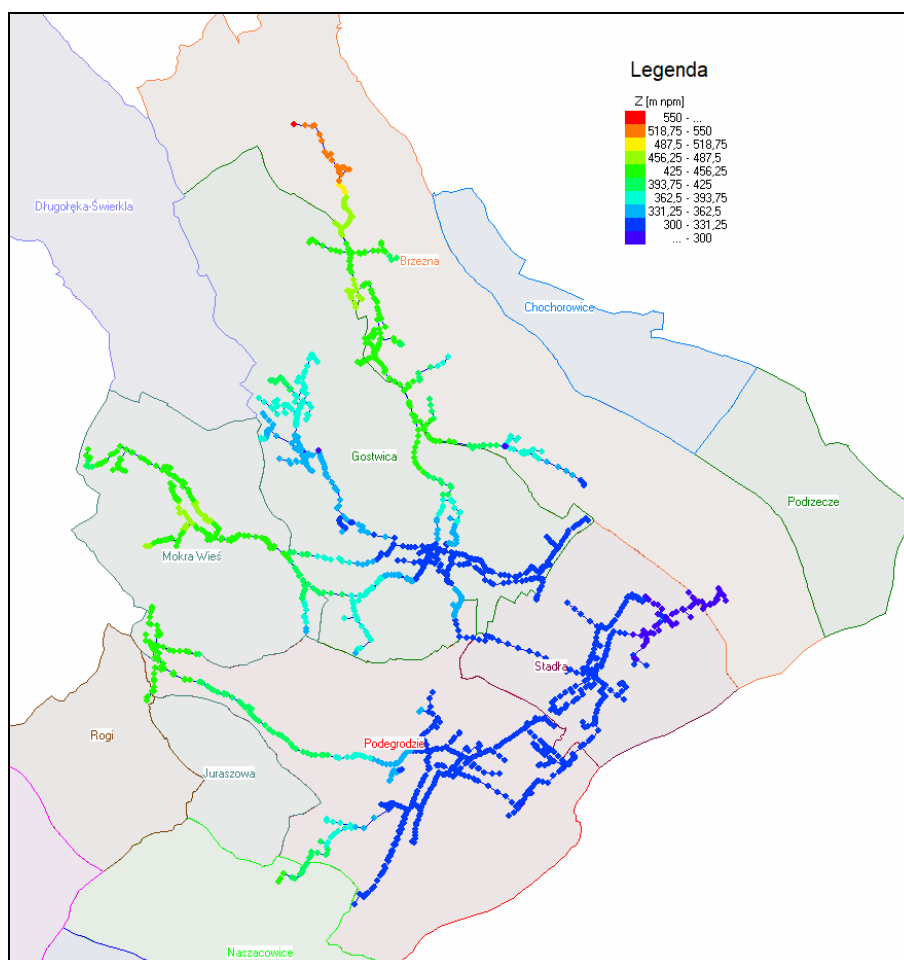 Legenda
Z [m npm]
550 - ...
518,75 - 550
487,5 - 518,75
456,25 - 487,5
425 - 456,25
393,75 - 425
362,5 - 393,75
331,25 - 362,5
300 - 331,25
... - 300
Długołęka-Świerkla
Brzezna
Chochorowice
Gostwica
Podrzecze
Mokra Wieś
Stadła
Rogi
Podegrodzie
Juraszowa
Naszacowice